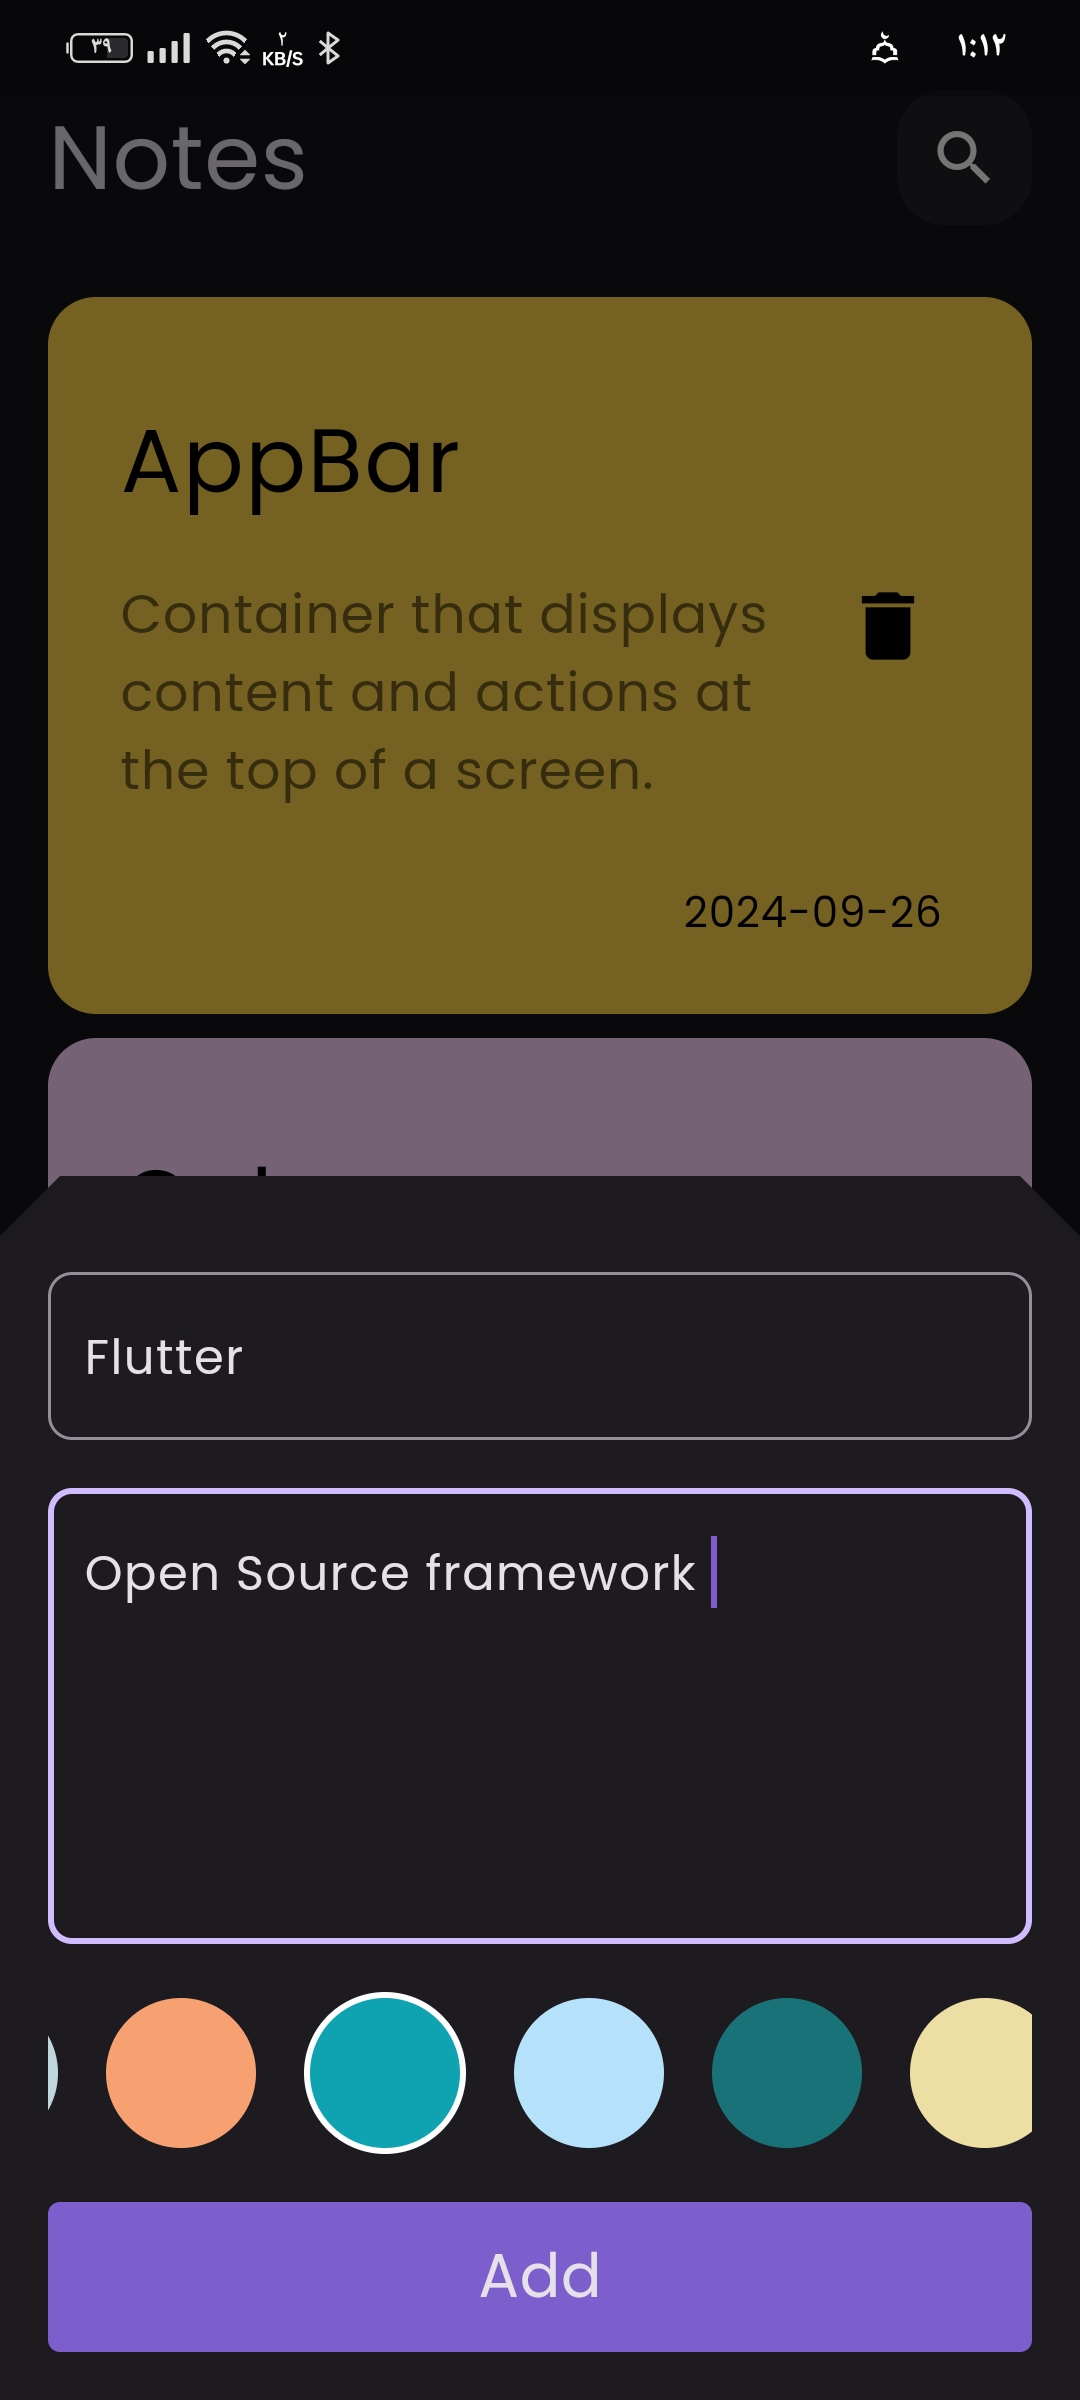 ٣٩
٢
KB/S
١:١٢
Notes
AppBar
Container that displays
content and actions at
the top of a screen.
2024-09-26
Flutter
Open Source framework
Add